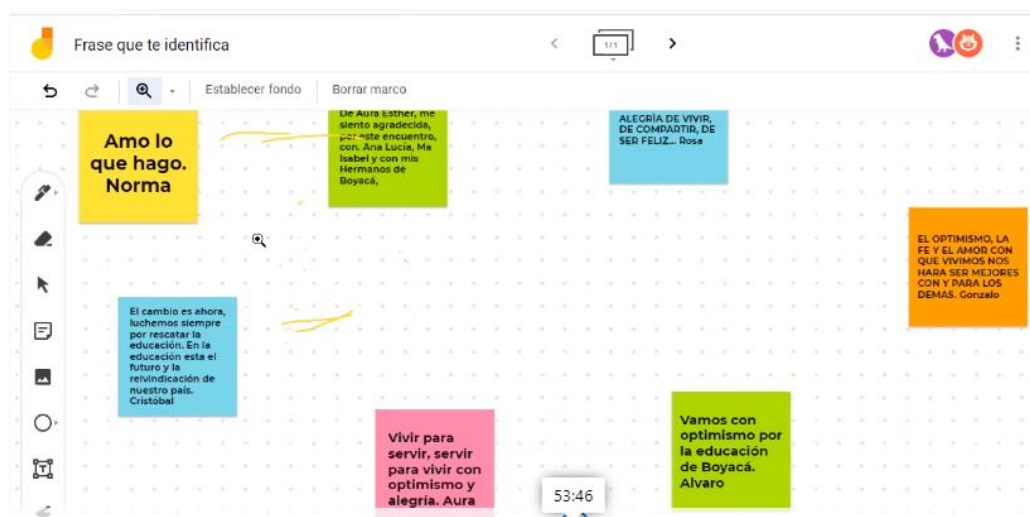 Frase que te identifica
1/1
Establecer fondo
Borrar marco
Amo lo
que hago.
Norma
De Aura Esther, me
siento agradecida,
por este encuentro,
con. Ana Lucía, Ma
Isabel y con mis
Hermanos de
Boyacá,
ALEGRÌA DE VIVIR,
DE COMPARTIR, DE
SER FELIZ... Rosa
EL OPTIMISMO, LA
FE Y EL AMOR CON
QUE VIVIMOS NOS
HARA SER MEJORES
CON Y PARA LOS
DEMAS. Gonzalo
El cambio es ahora,
luchemos siempre
por rescatar la
educación. En la
educación esta el
futuro y la
reivindicación de
nuestro país.
Cristóbal
Vivir para
servir, servir
para vivir con
optimismo y
alegría. Aura
Vamos con
optimismo por
la educación
de Boyacá.
Alvaro
53:46